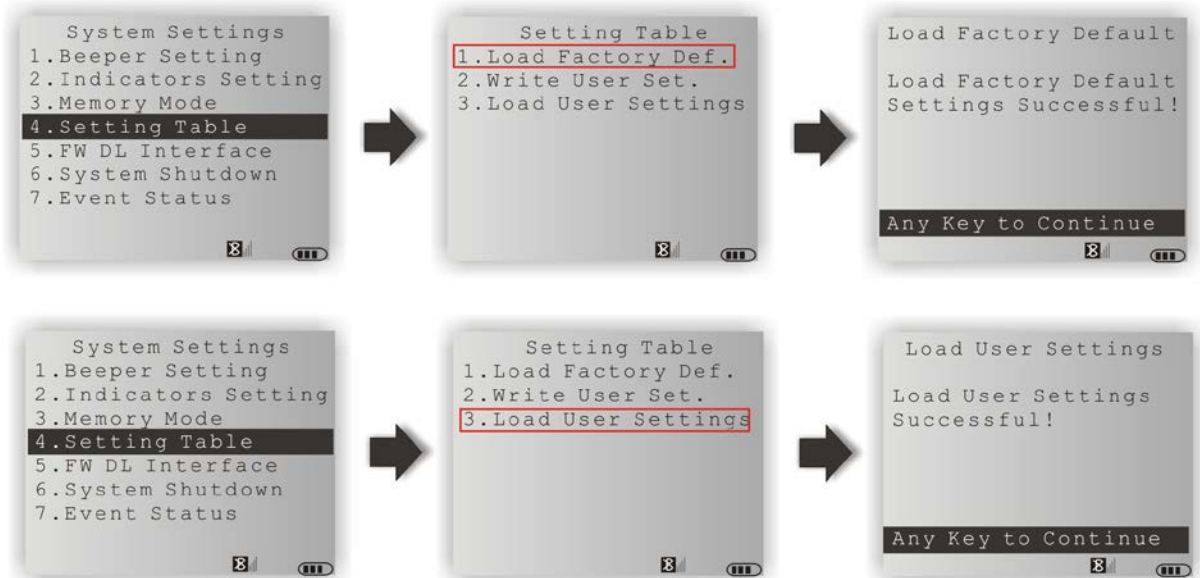 System Settings
1.Beeper Setting
2.Indicators Setting
3.Memory Mode
4.Setting Table
5.FW DL Interface
6.System Shutdown
7.Event Status
Setting Table
1.Load Factory Def.
2.Write User Set.
3.Load User Settings
Load Factory Default
Load Factory Default
Settings Successful!
Any Key to Continue
System Settings
1.Beeper Setting
2.Indicators Setting
3.Memory Mode
4.Setting Table
5.FW DL Interface
6.System Shutdown
7.Event Status
Setting Table
1.Load Factory Def.
2.Write User Set.
3.Load User Settings
Load User Settings
Load User Settings
Successful!
Any Key to Continue